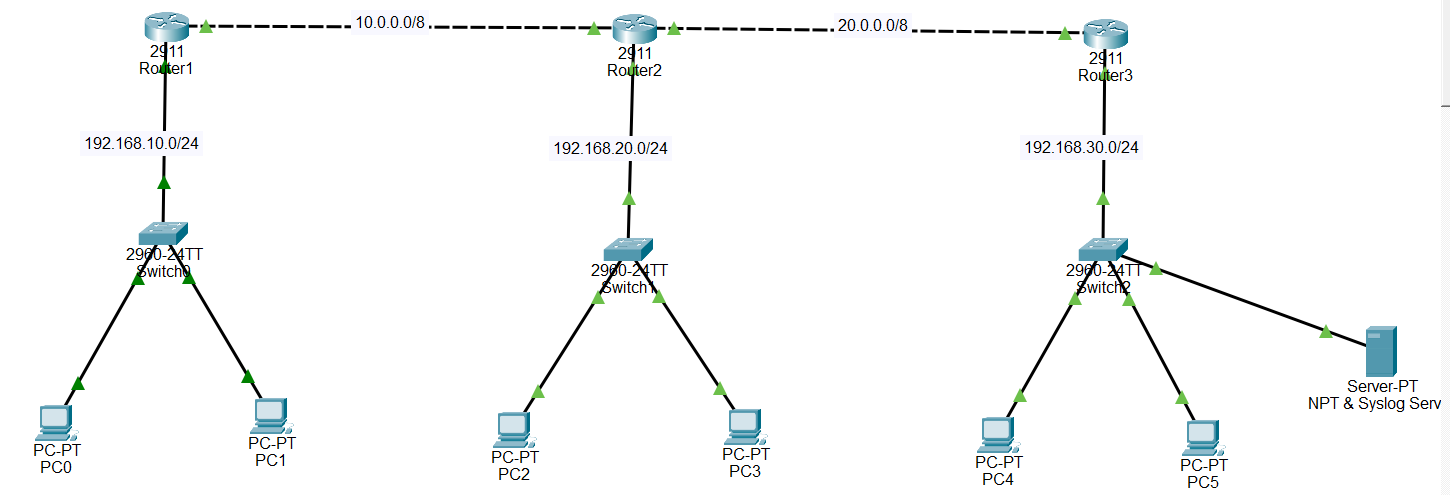 10.0.0.0/8
20.0.0.0/8
2911
Router1
2911
Router2
2911
Router3
192.168.10.0/24
192.168.20.0/24
192.168.30.0/24
2960-24TT
Switch0
2960-24TT
Switch1
2960-24TT
Switch2
Server-PT
NPT & Syslog Serv
PC-PT
PC0
PC-PT
PC1
PC-PT
PC2
PC-PT
PC3
PC-PT
PC4
PC-PT
PC5